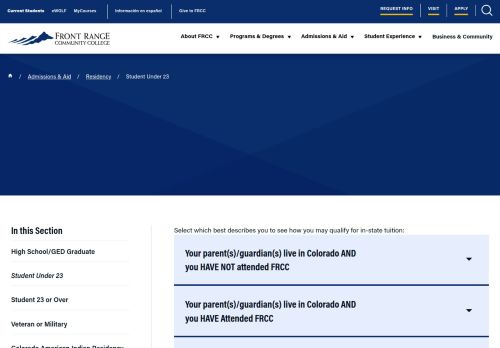 Current Students eWOLF MyCourses Información en español Give to FRCC REQUEST INFO VISIT APPLY
FRONT RANGE
COMMUNITY COLLEGE
About FRCC Programs & Degrees Admissions & Aid Student Experience Business & Community
/ Admissions & Aid / Residency / Student Under 23
In this Section
High School/GED Graduate
Student Under 23
Student 23 or Over
Veteran or Military
Colorado American Indian Residency
Select which best describes you to see how you may qualify for in-state tuition:
Your parent(s)/guardian(s) live in Colorado AND
you HAVE NOT attended FRCC
Your parent(s)/guardian(s) live in Colorado AND
you HAVE Attended FRCC